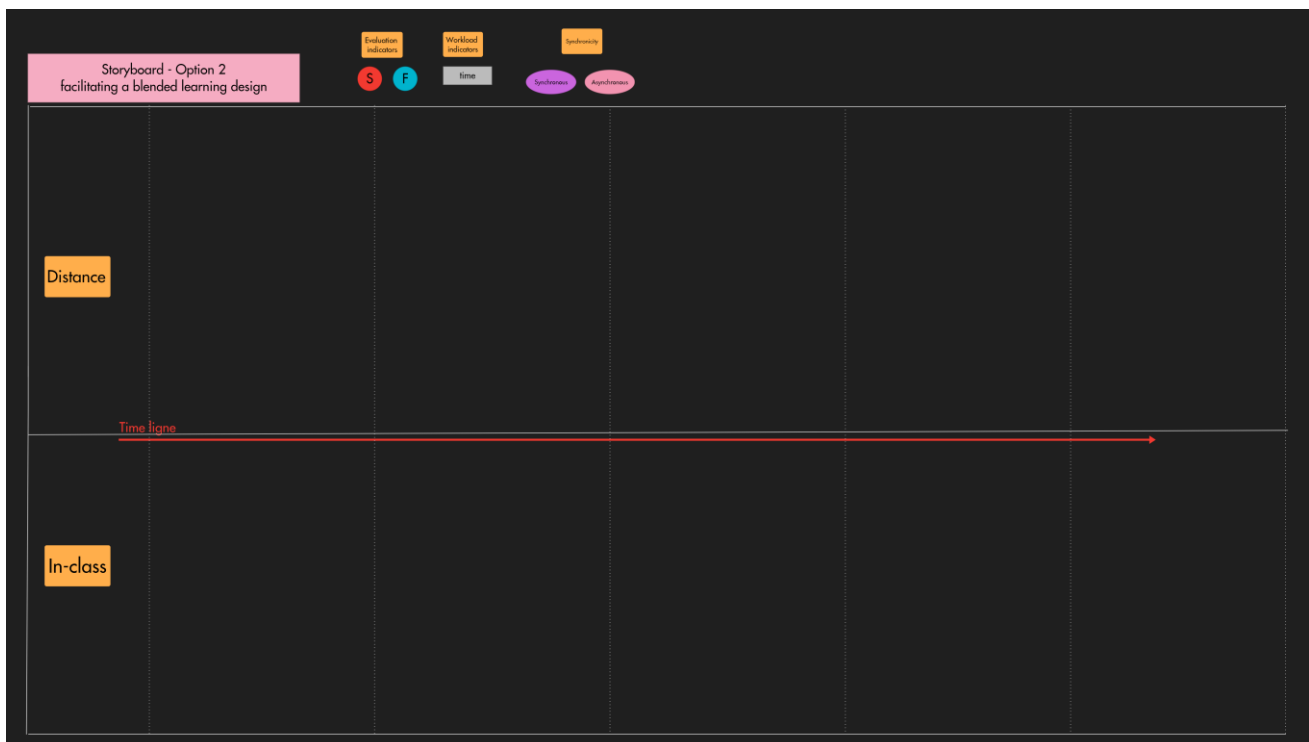 Storyboard - Option 2
facilitating a blended learning design
Evaluation
indicators
S
F
Workload
indicators
time
Synchronicity
Synchronous
Asynchronous
Distance
Time ligne
In-class